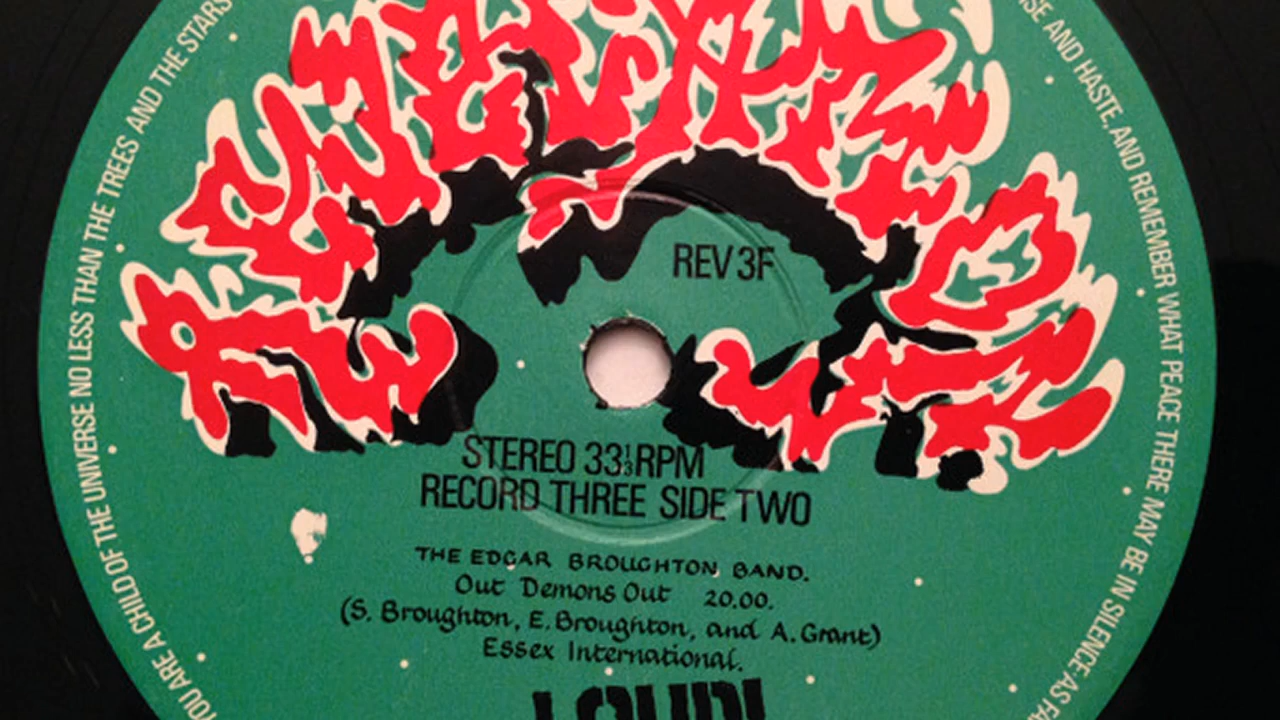 YOU ARE A CHILD OF THE UNIVERSE NO LESS THAN THE TREES AND THE STARS
AND HASTE, AND REMEMBER WHAT PEACE THERE MAY BE IN SILENCE AS
REV 3F
STEREO 33⅓ RPM
RECORD THREE SIDE TWO
THE EDGAR BROUGHTON BAND.
Out Demons Out 20.00.
(S. Broughton, E. Broughton, and A. Grant)
Essex International.